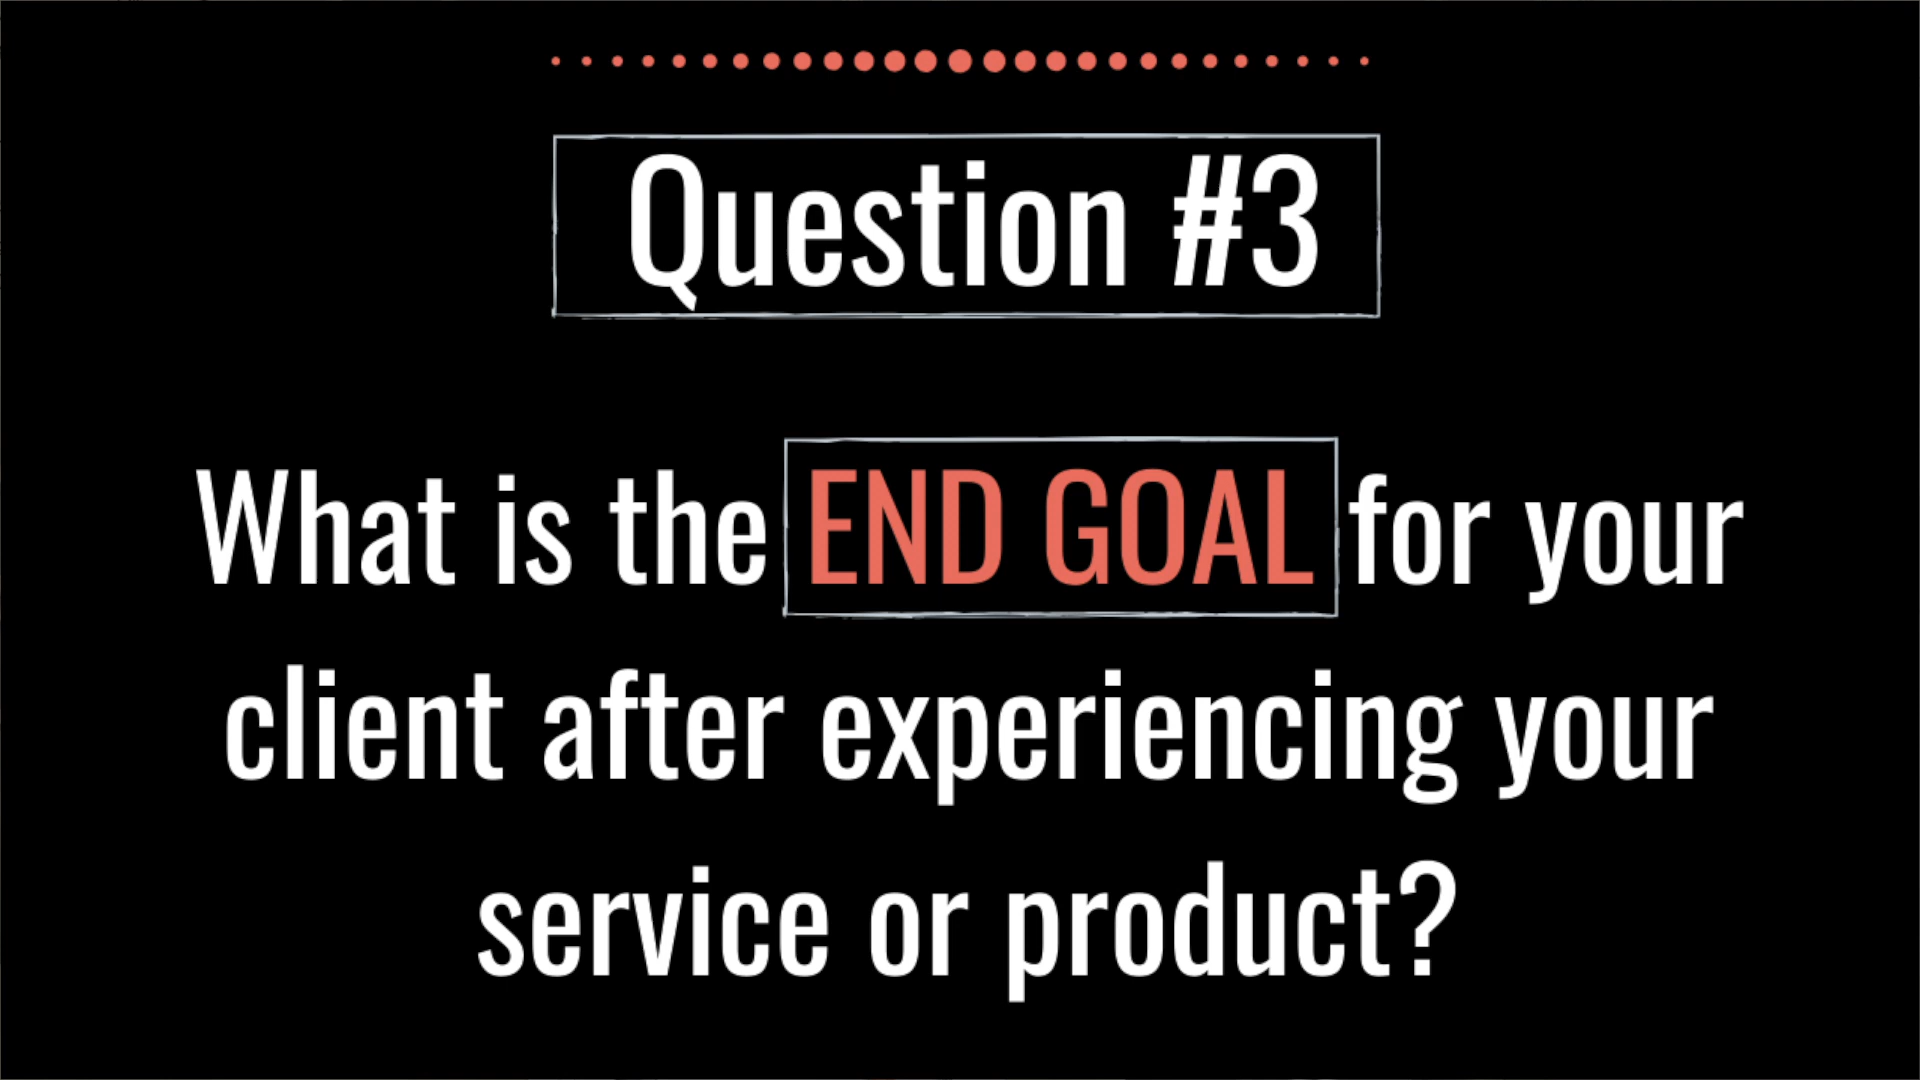 Question #3
What is the END GOAL for your
client after experiencing your
service or product?